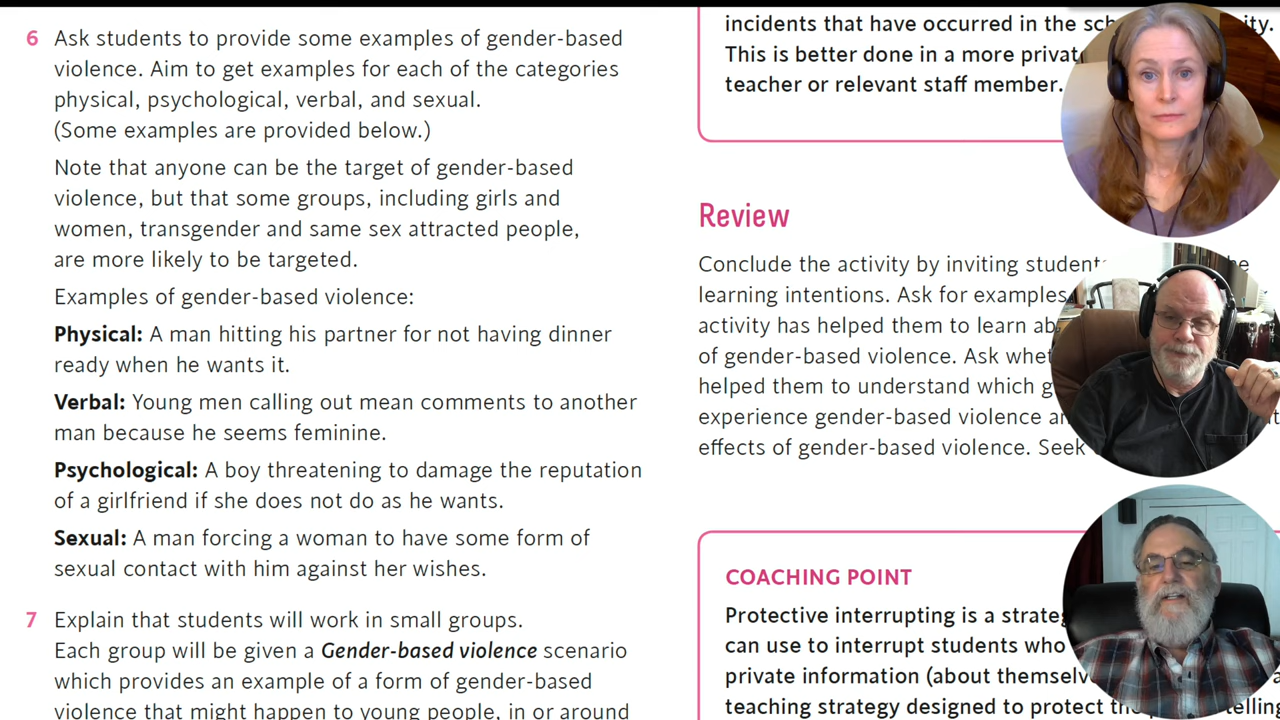 6 Ask students to provide some examples of gender-based
violence. Aim to get examples for each of the categories
physical, psychological, verbal, and sexual.
(Some examples are provided below.)
Note that anyone can be the target of gender-based
violence, but that some groups, including girls and
women, transgender and same sex attracted people,
are more likely to be targeted.
Examples of gender-based violence:
Physical: A man hitting his partner for not having dinner
ready when he wants it.
Verbal: Young men calling out mean comments to another
man because he seems feminine.
Psychological: A boy threatening to damage the reputation
of a girlfriend if she does not do as he wants.
Sexual: A man forcing a woman to have some form of
sexual contact with him against her wishes.
7 Explain that students will work in small groups.
Each group will be given a Gender-based violence scenario
which provides an example of a form of gender-based
violence that might happen to young people, in or around
incidents that have occurred in the
This is better done in a more
teacher or relevant staff member.
Review
Conclude the activity by inviting
learning intentions. Ask for examples
activity has helped them to learn
of gender-based violence. Ask
helped them to understand which
experience gender-based violence
effects of gender-based violence. Seek
COACHING POINT
Protective interrupting is a
can use to interrupt students who
private information (about
teaching strategy designed to protect